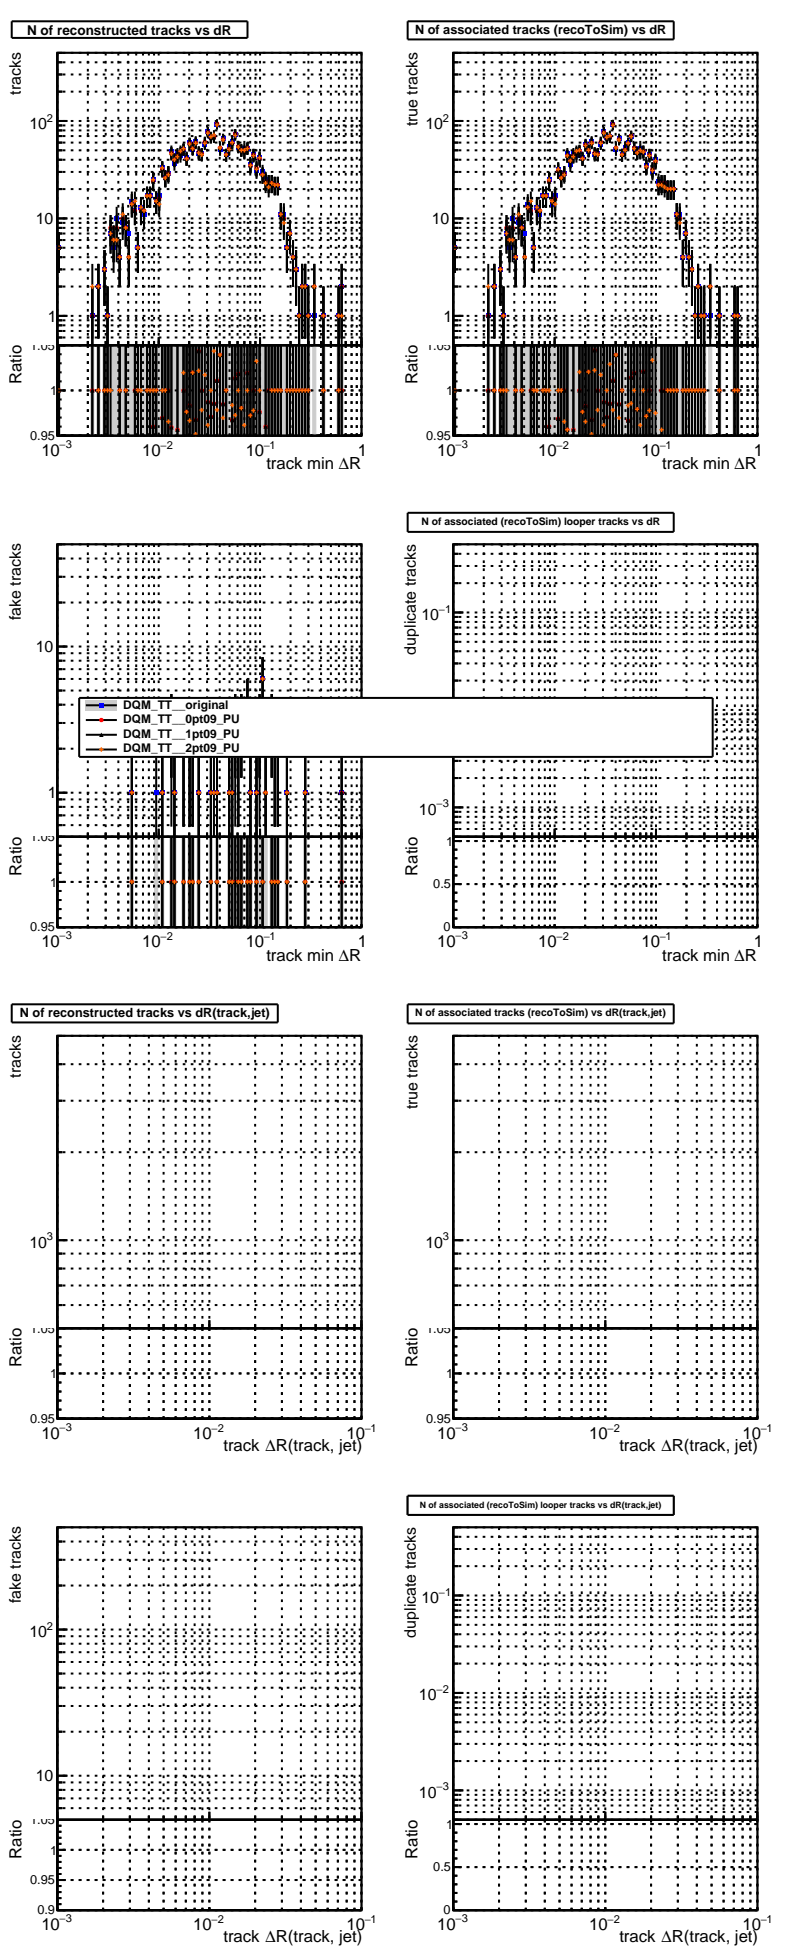 N of reconstructed tracks vs dR
N of associated tracks (recoToSim) vs dR
tracks
10²
10
1
Ratio
1.05
1
0.95
10⁻³
10⁻²
10⁻¹
1
track min ΔR
true tracks
10²
10
1
Ratio
1.05
1
0.95
10⁻³
10⁻²
10⁻¹
1
track min ΔR
N of associated (recoToSim) looper tracks vs dR
fake tracks
10
1
Ratio
1.05
1
0.95
10⁻³
10⁻²
10⁻¹
1
track min ΔR
duplicate tracks
10⁻¹
10⁻³
Ratio
1
0.5
0
10⁻³
10⁻²
10⁻¹
1
track min ΔR
DQM_TT__original
DQM_TT__0pt09_PU
DQM_TT__1pt09_PU
DQM_TT__2pt09_PU
N of reconstructed tracks vs dR(track,jet)
N of associated tracks (recoToSim) vs dR(track,jet)
tracks
10³
Ratio
1.05
1
0.95
10⁻³
10⁻²
10⁻¹
track ΔR(track, jet)
true tracks
10³
Ratio
1.05
1
0.95
10⁻³
10⁻²
10⁻¹
track ΔR(track, jet)
N of associated (recoToSim) looper tracks vs dR(track,jet)
fake tracks
10²
10
Ratio
1.05
1
0.95
0.9
10⁻³
10⁻²
10⁻¹
track ΔR(track, jet)
duplicate tracks
10⁻¹
10⁻²
10⁻³
Ratio
1
0.5
0
10⁻³
10⁻²
10⁻¹
track ΔR(track, jet)